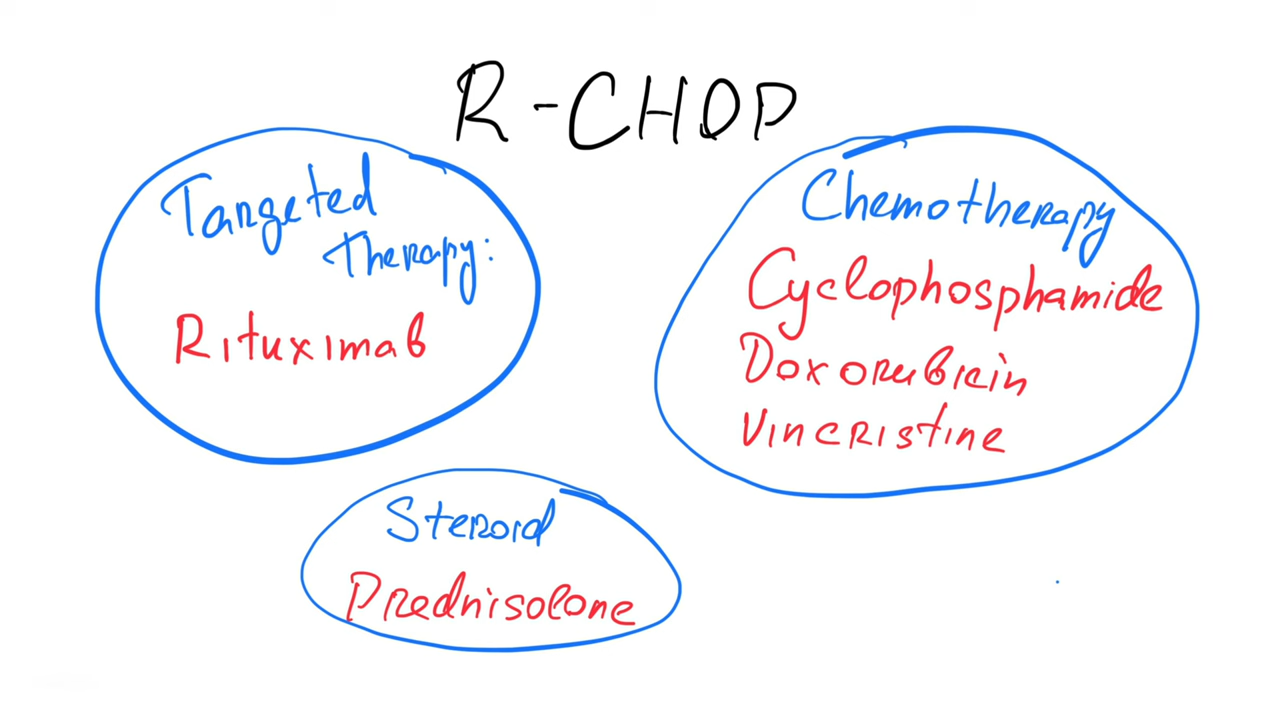 R-CHOP
Targeted
therapy:
Rituximab
Chemotherapy
Cyclophosphamide
Doxorubicin
Vincristine
Steroid
Prednisolone